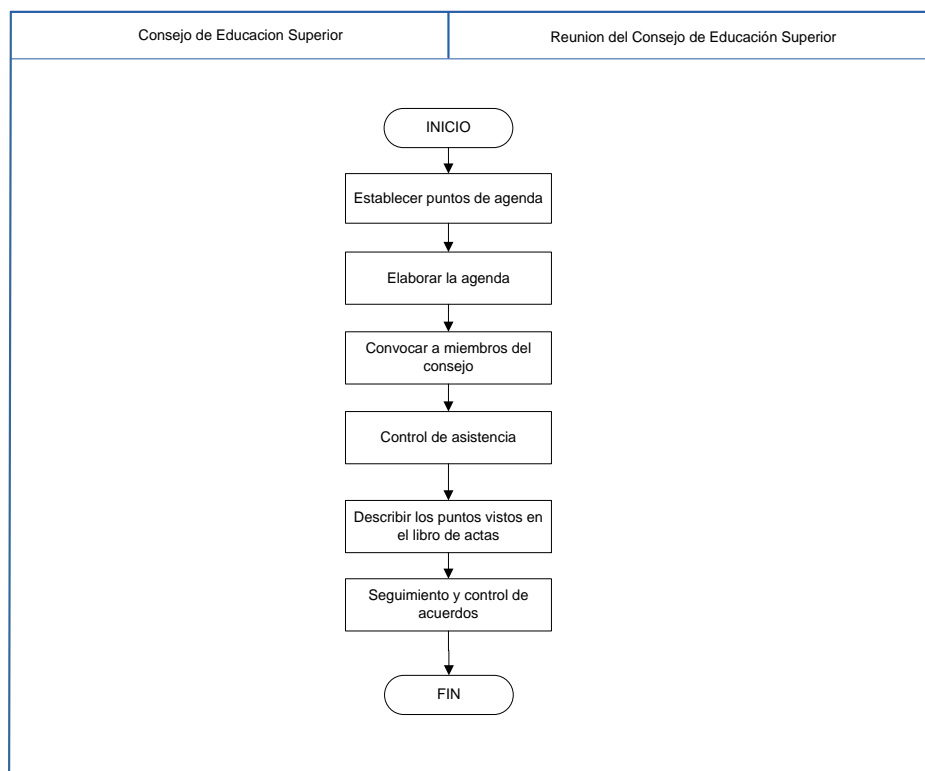 Consejo de Educacion Superior
Reunion del Consejo de Educación Superior
INICIO
Establecer puntos de agenda
Elaborar la agenda
Convocar a miembros del
consejo
Control de asistencia
Describir los puntos vistos en
el libro de actas
Seguimiento y control de
acuerdos
FIN